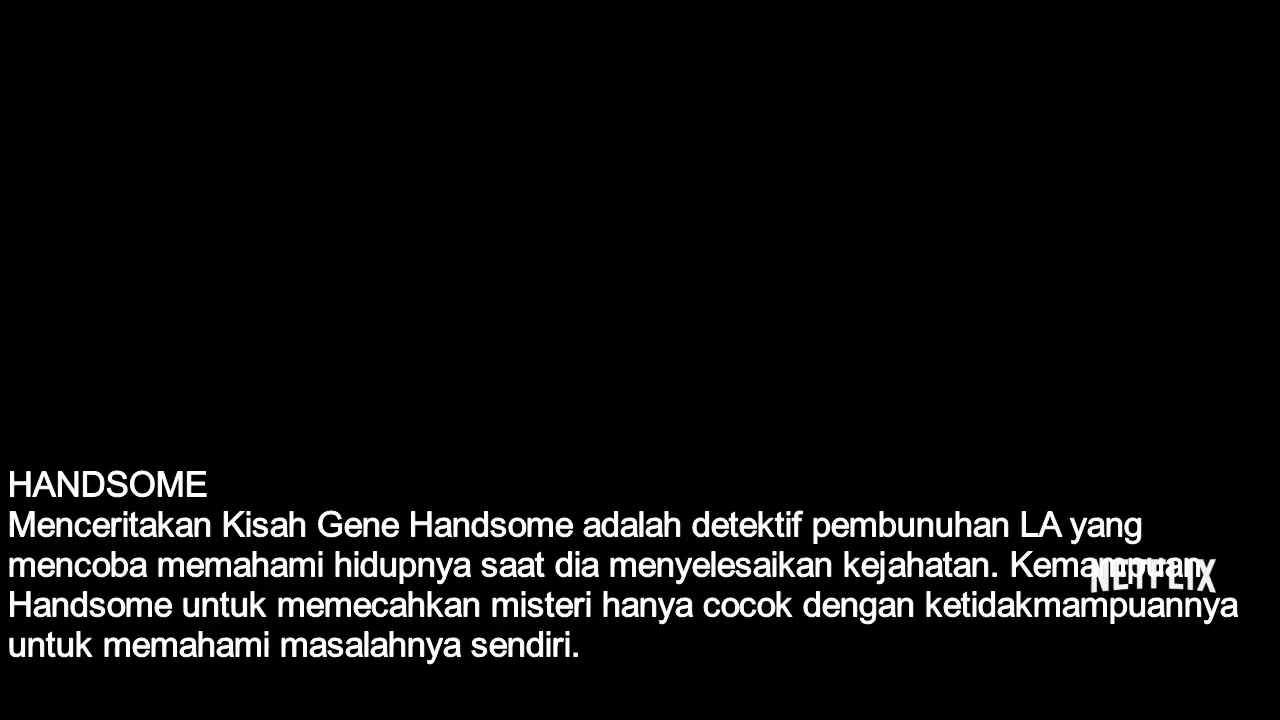 HANDSOME
Menceritakan Kisah Gene Handsome adalah detektif pembunuhan LA yang
mencoba memahami hidupnya saat dia menyelesaikan kejahatan. Kemampuan
NETFLIX
Handsome untuk memecahkan misteri hanya cocok dengan ketidakmampuannya
untuk memahami masalahnya sendiri.